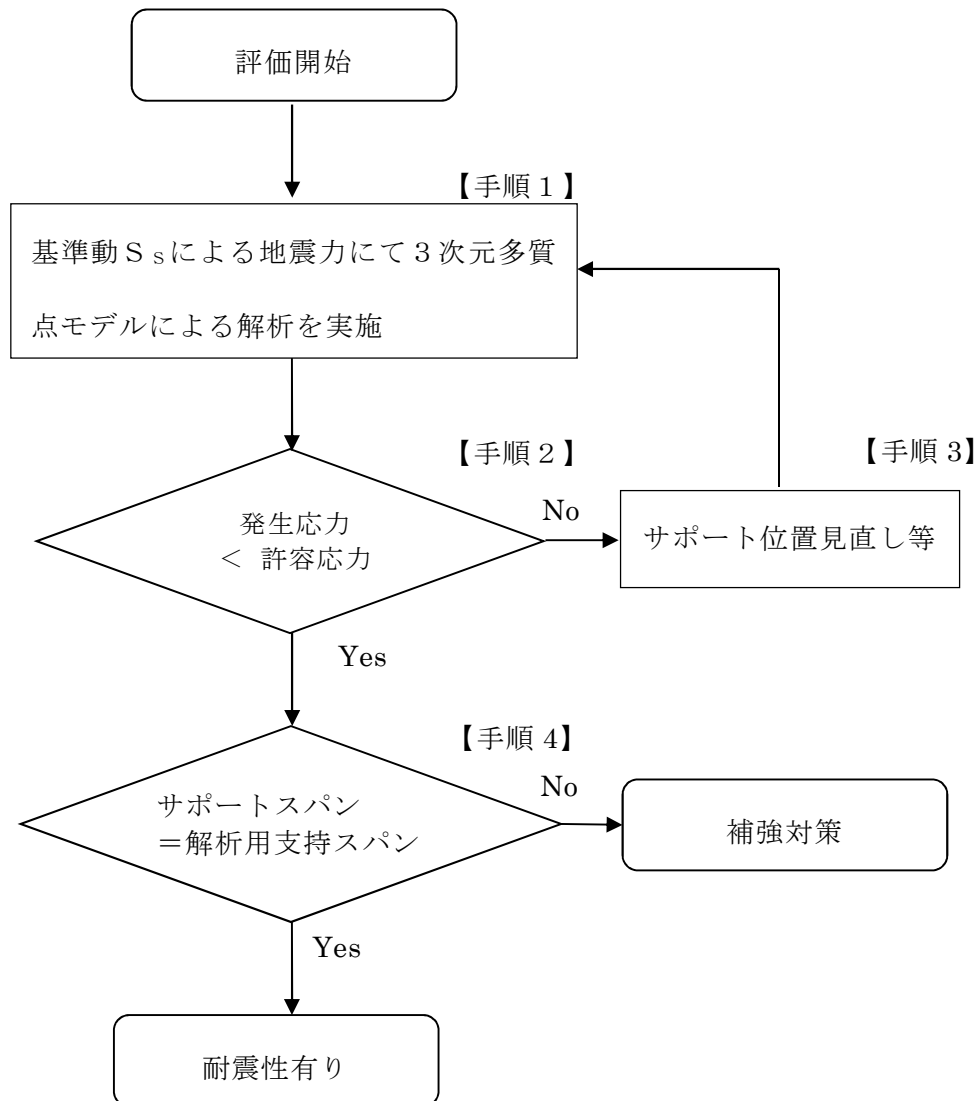 評価開始
【手順１】
基準動Ｓｓによる地震力にて３次元多質
点モデルによる解析を実施
【手順２】
発生応力
< 許容応力
No
【手順 3】
サポート位置見直し等
Yes
【手順 4】
サポートスパン
＝解析用支持スパン
No
補強対策
Yes
耐震性有り